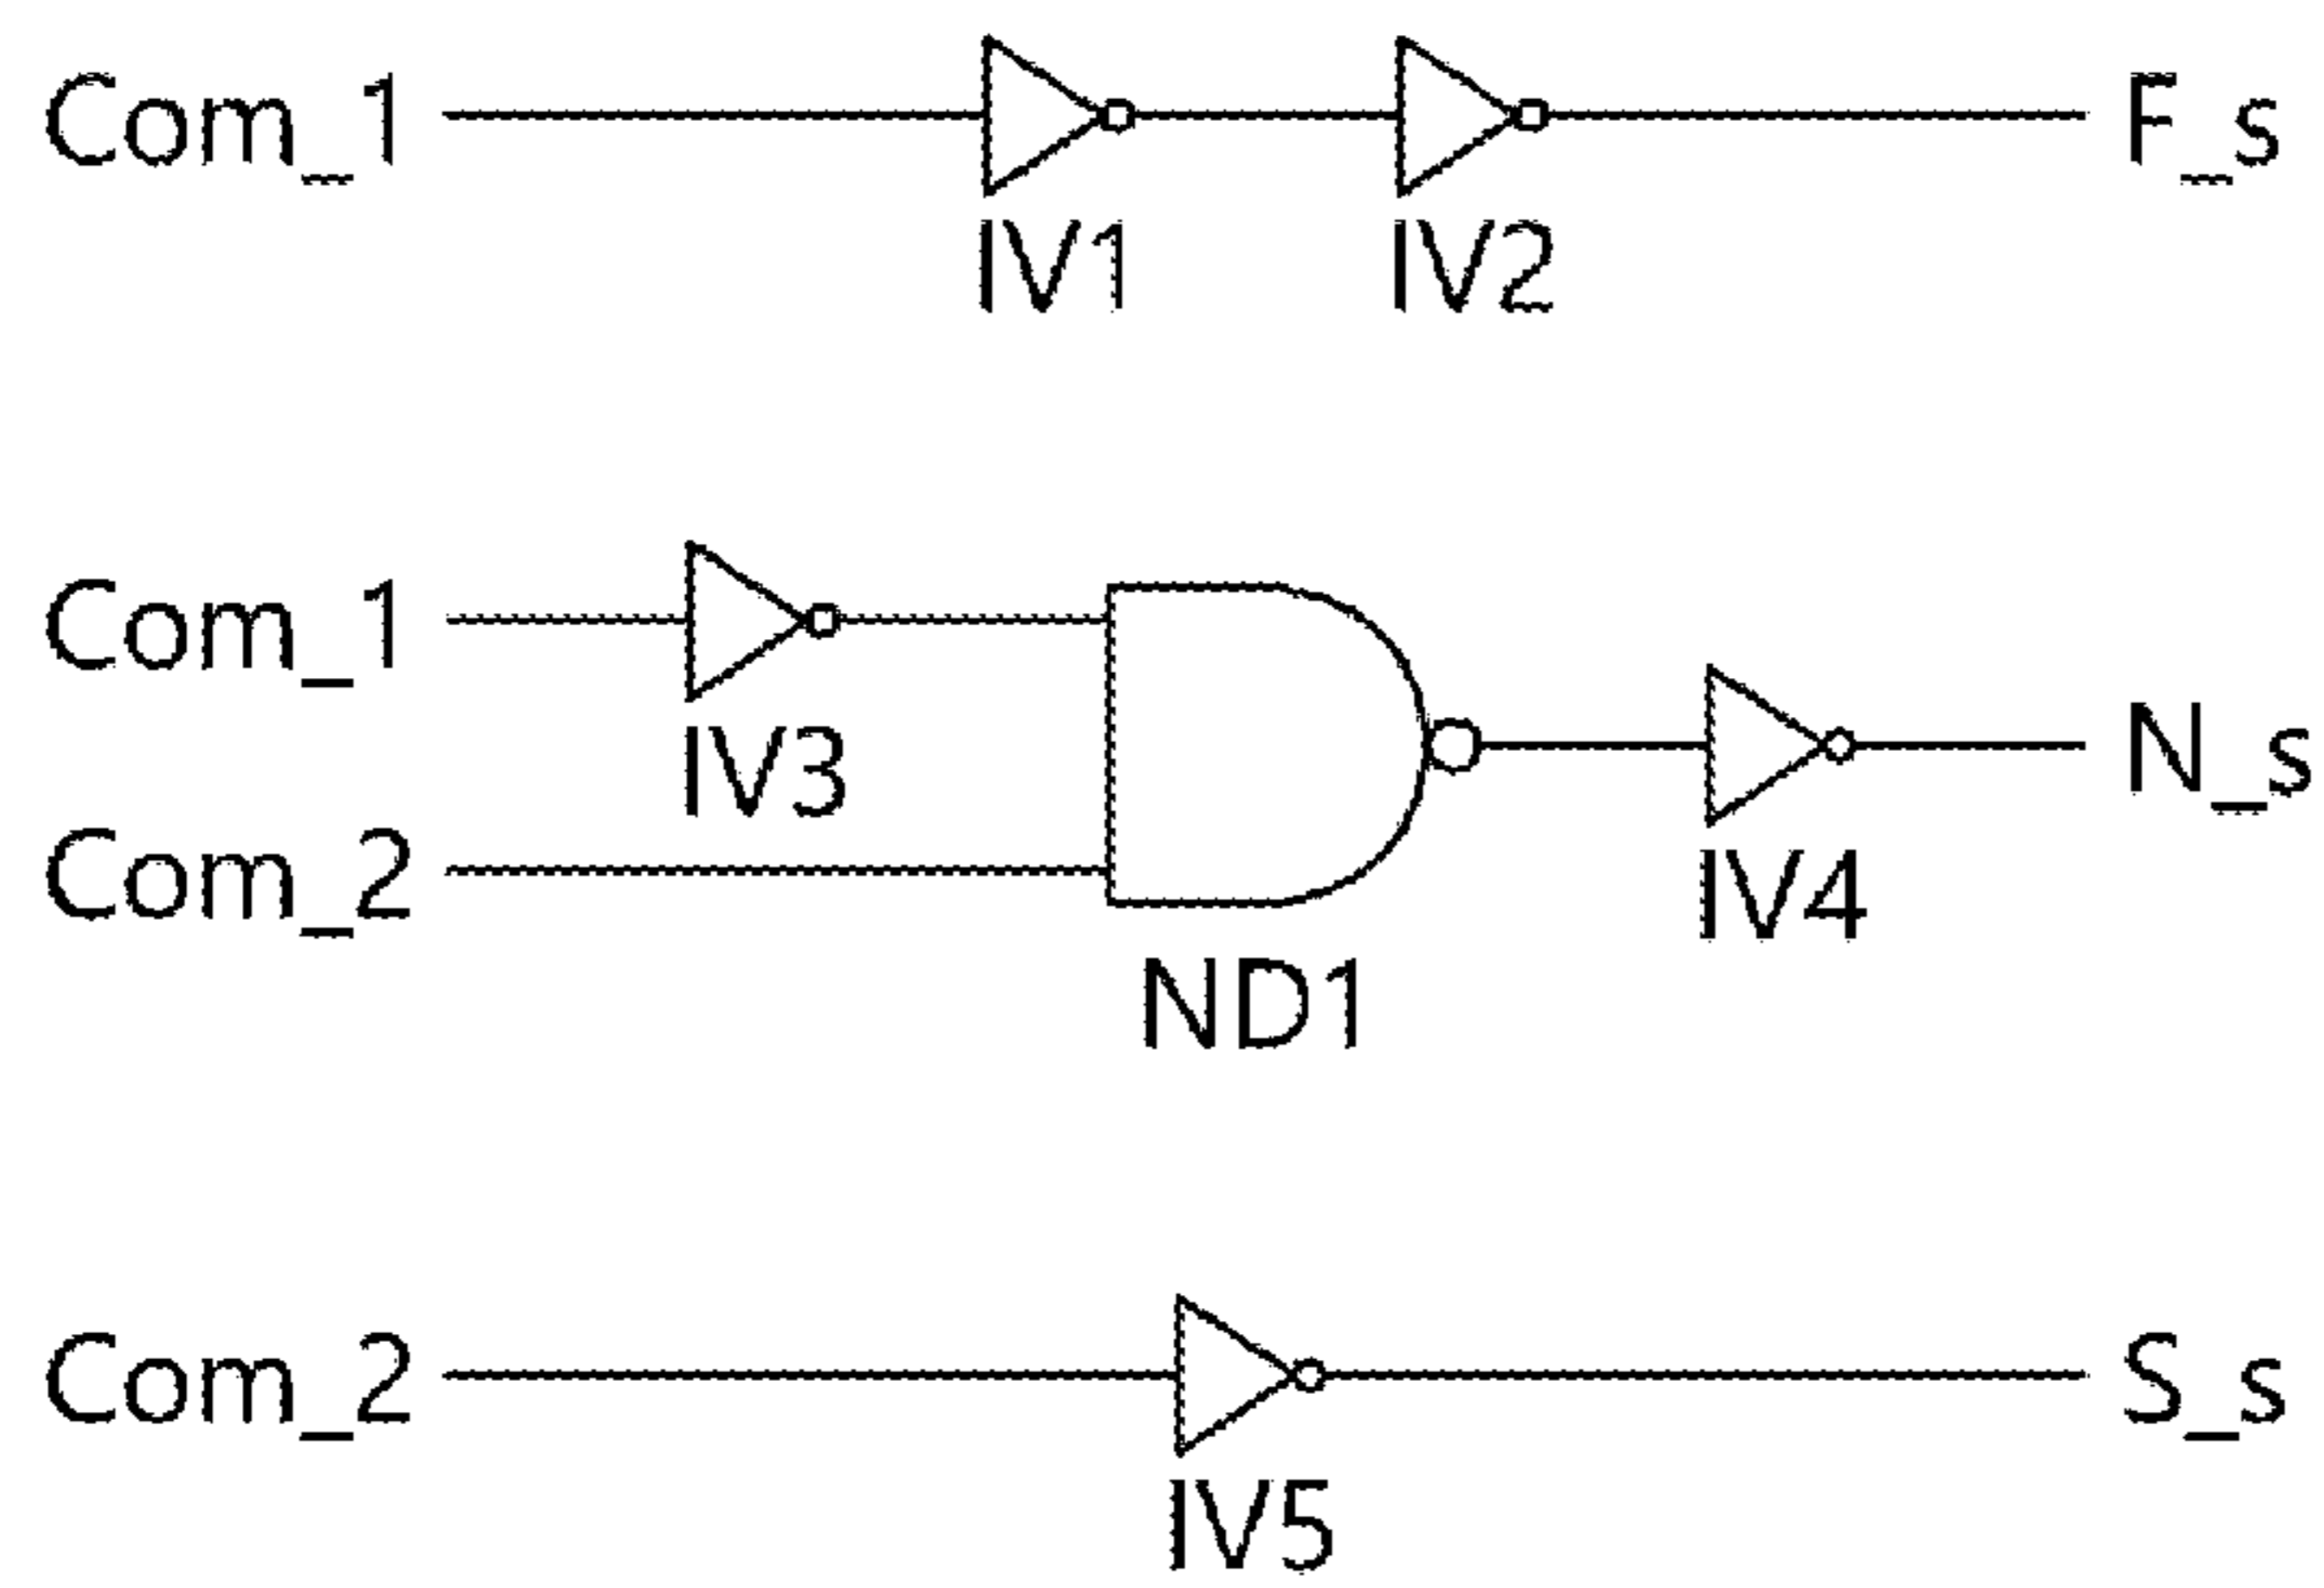 Com_1 F_s
IV1 IV2
Com_1
N_s
IV3
Com_2
IV4
ND1
Com_2 S_s
IV5